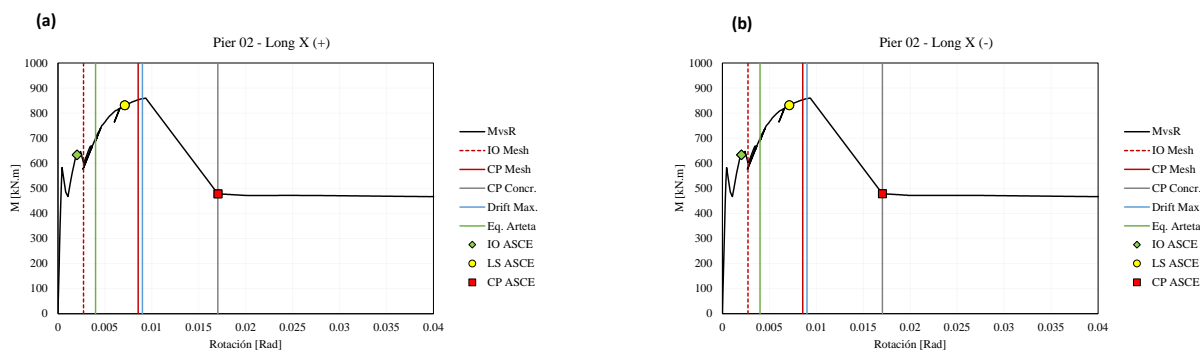 (a)
Pier 02 - Long X (+)
1000
900
800
700
600
500
400
300
200
100
0
M [kN.m]
0 0.005 0.01 0.015 0.02 0.025 0.03 0.035 0.04
Rotación [Rad]
MvsR
IO Mesh
CP Mesh
CP Concr.
Drift Max.
Eq. Arteta
IO ASCE
LS ASCE
CP ASCE
(b)
Pier 02 - Long X (-)
1000
900
800
700
600
500
400
300
200
100
0
M [kN.m]
0 0.005 0.01 0.015 0.02 0.025 0.03 0.035 0.04
Rotación [Rad]
MvsR
IO Mesh
CP Mesh
CP Concr.
Drift Max.
Eq. Arteta
IO ASCE
LS ASCE
CP ASCE